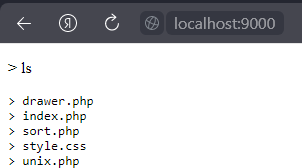 Я localhost:9000
> ls
> drawer.php
> index.php
> sort.php
> style.css
> unix.php